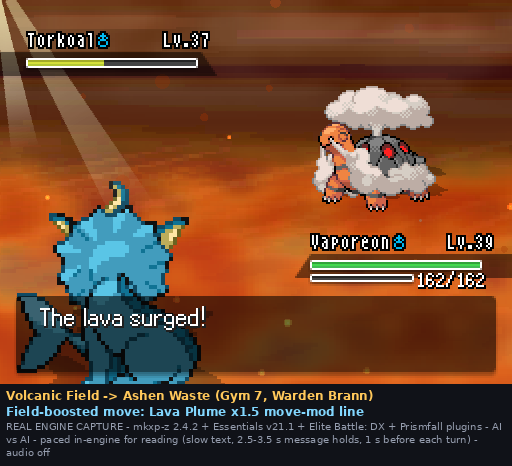 Torkoal♂ Lv.37
Vaporeon♂ Lv.39
162/162
The lava surged!
Volcanic Field -> Ashen Waste (Gym 7, Warden Brann)
Field-boosted move: Lava Plume x1.5 move-mod line
REAL ENGINE CAPTURE - mkxp-z 2.4.2 + Essentials v21.1 + Elite Battle: DX + Prismfall plugins - AI
vs AI - paced in-engine for reading (slow text, 2.5-3.5 s message holds, 1 s before each turn) -
audio off